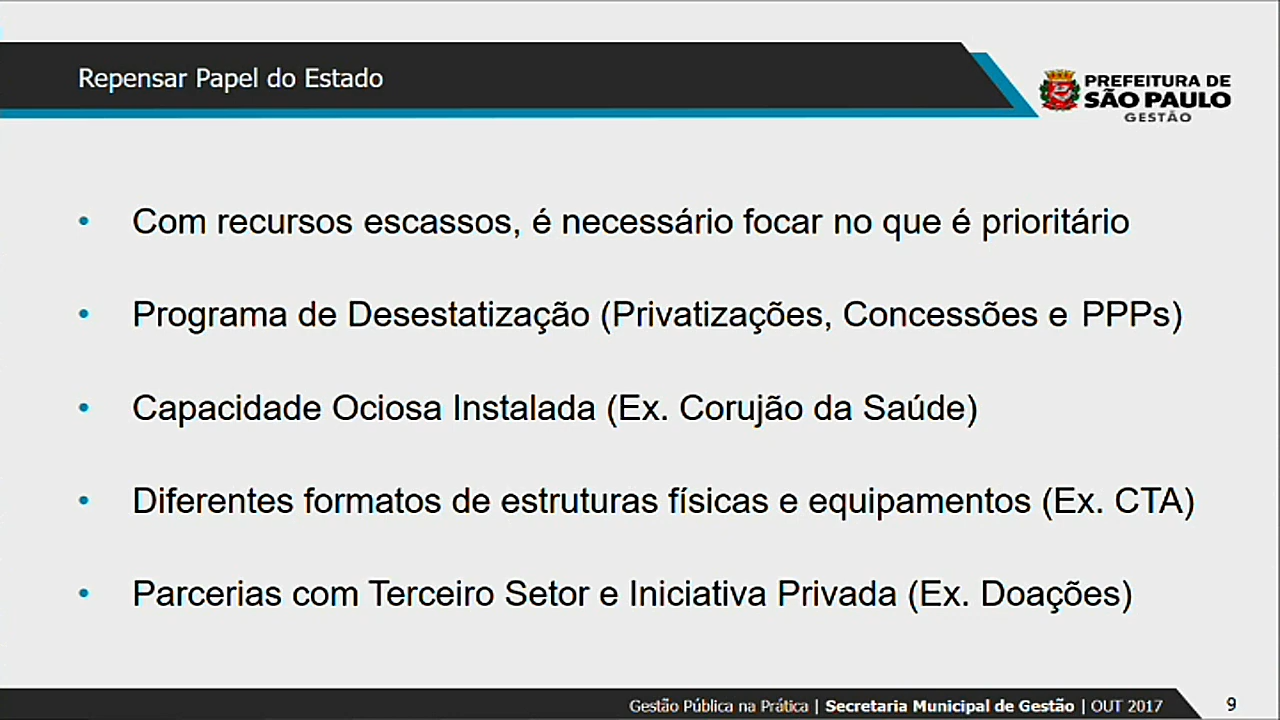 Repensar Papel do Estado
PREFEITURA DE
SÃO PAULO
GESTÃO
• Com recursos escassos, é necessário focar no que é prioritário
• Programa de Desestatização (Privatizações, Concessões e PPPs)
• Capacidade Ociosa Instalada (Ex. Corujão da Saúde)
• Diferentes formatos de estruturas físicas e equipamentos (Ex. CTA)
• Parcerias com Terceiro Setor e Iniciativa Privada (Ex. Doações)
Gestão Pública na Prática | Secretaria Municipal de Gestão | OUT 2017 9